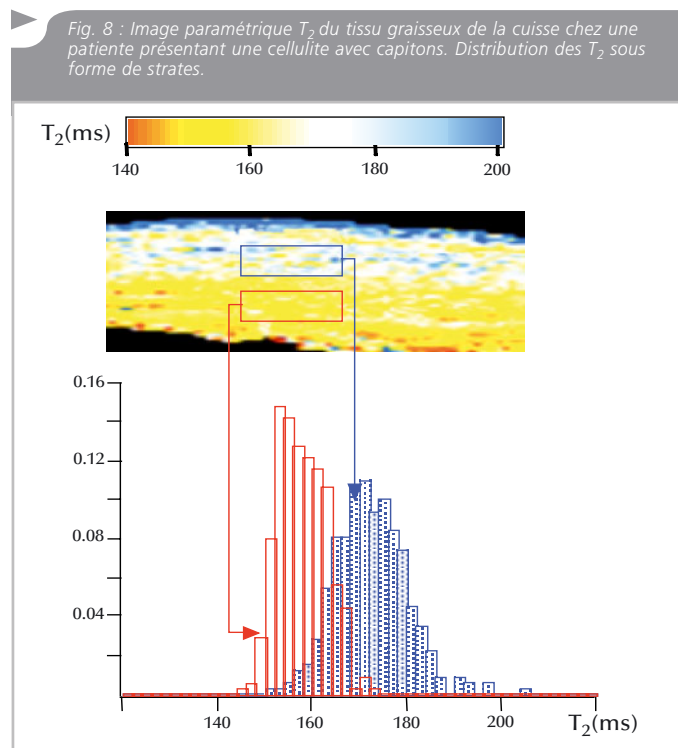 Fig. 8 : Image paramétrique T2 du tissu graisseux de la cuisse chez une
patiente présentant une cellulite avec capitons. Distribution des T2 sous
forme de strates.
T2(ms)
140 160 180 200
0.16
0.12
0.08
0.04
140 160 180 200 T2(ms)